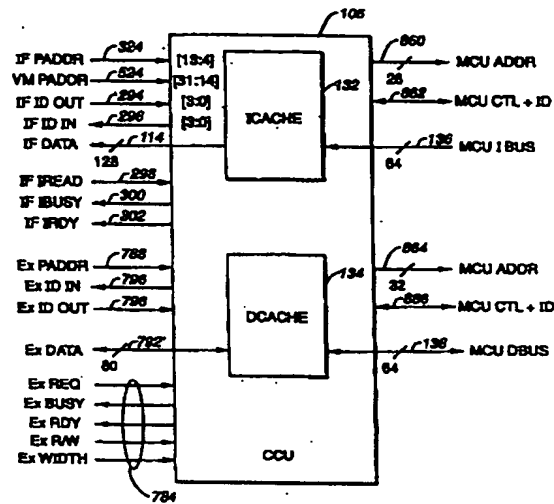 106
IF PADDR 324 [13:4] 860 MCU ADDR
26
VM PADDR 524 [31:14] 132
IF ID OUT 294 [3:0] 862 MCU CTL + ID
IF ID IN 296 [3:0] ICACHE
IF DATA 114 136 MCU I BUS
128 64
IF IREAD 298
IF IBUSY 300
IF IRDY 302
Ex PADDR 788 864 MCU ADDR
32
Ex ID IN 796 134
Ex ID OUT 798 866 MCU CTL + ID
DCACHE
Ex DATA 792' 138 MCU DBUS
80 64
Ex REQ
Ex BUSY
Ex RDY
Ex R/W
Ex WIDTH
CCU
784